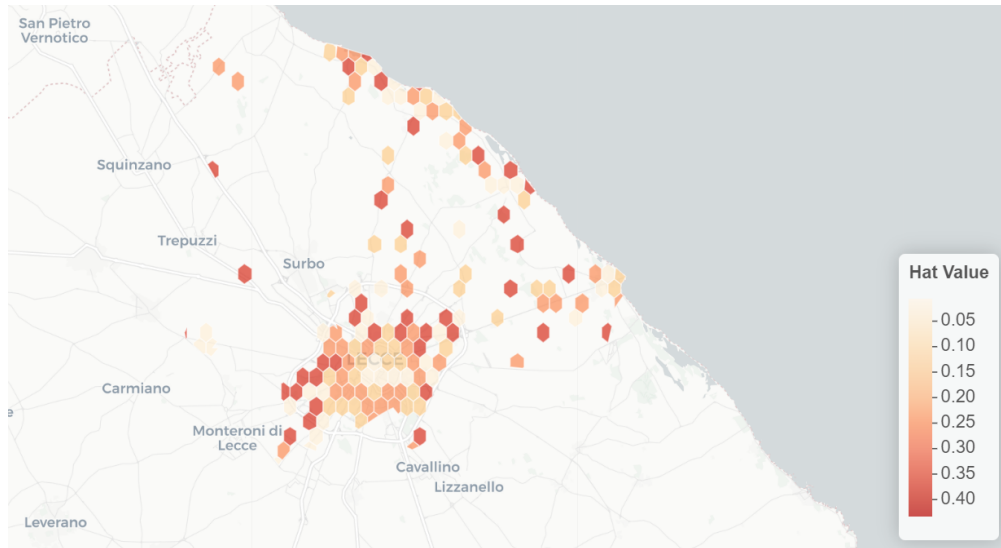 San Pietro
Vernotico
Squinzano
Trepuzzi
Surbo
LECCE
Carmiano
Monteroni di
Lecce
Cavallino
Lizzanello
Leverano
e
Hat Value
0.05
0.10
0.15
0.20
0.25
0.30
0.35
0.40